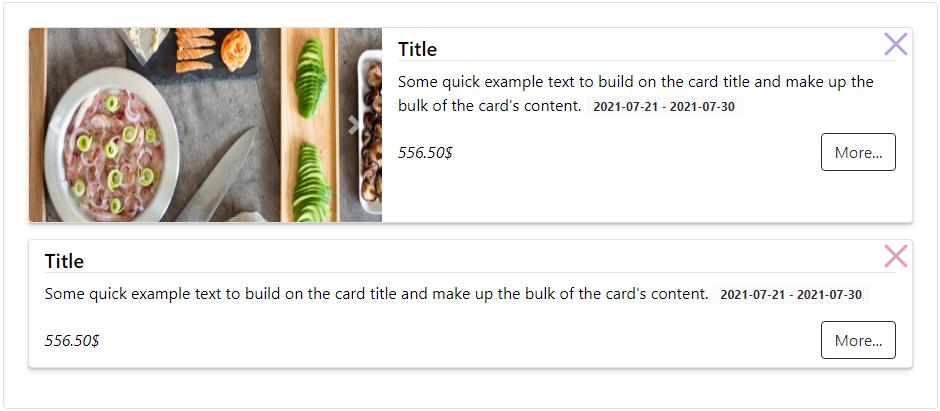 Title
Some quick example text to build on the card title and make up the
bulk of the card's content. 2021-07-21 - 2021-07-30
556.50$ More...
Title
Some quick example text to build on the card title and make up the bulk of the card's content. 2021-07-21 - 2021-07-30
556.50$ More...